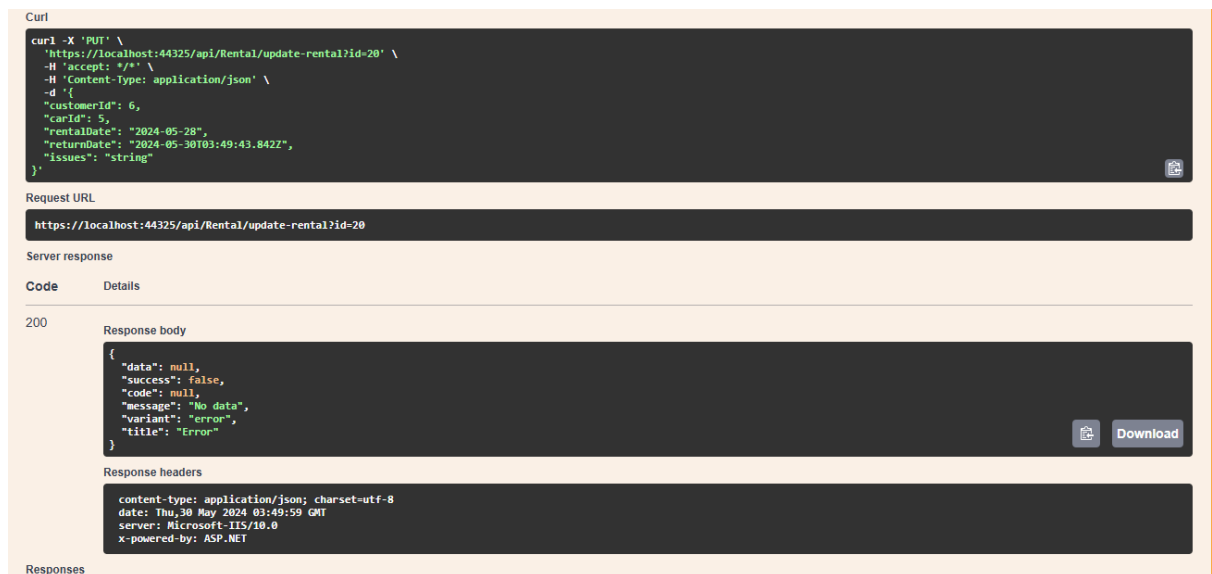 Curl
curl -X 'PUT' \
'https://localhost:44325/api/Rental/update-rental?id=20' \
-H 'accept: */*' \
-H 'Content-Type: application/json' \
-d '{
"customerId": 6,
"carId": 5,
"rentalDate": "2024-05-28",
"returnDate": "2024-05-30T03:49:43.842Z",
"issues": "string"
}'
Request URL
https://localhost:44325/api/Rental/update-rental?id=20
Server response
Code Details
200
Response body
{
"data": null,
"success": false,
"code": null,
"message": "No data",
"variant": "error",
"title": "Error"
}
Download
Response headers
content-type: application/json; charset=utf-8
date: Thu,30 May 2024 03:49:59 GMT
server: Microsoft-IIS/10.0
x-powered-by: ASP.NET
Responses